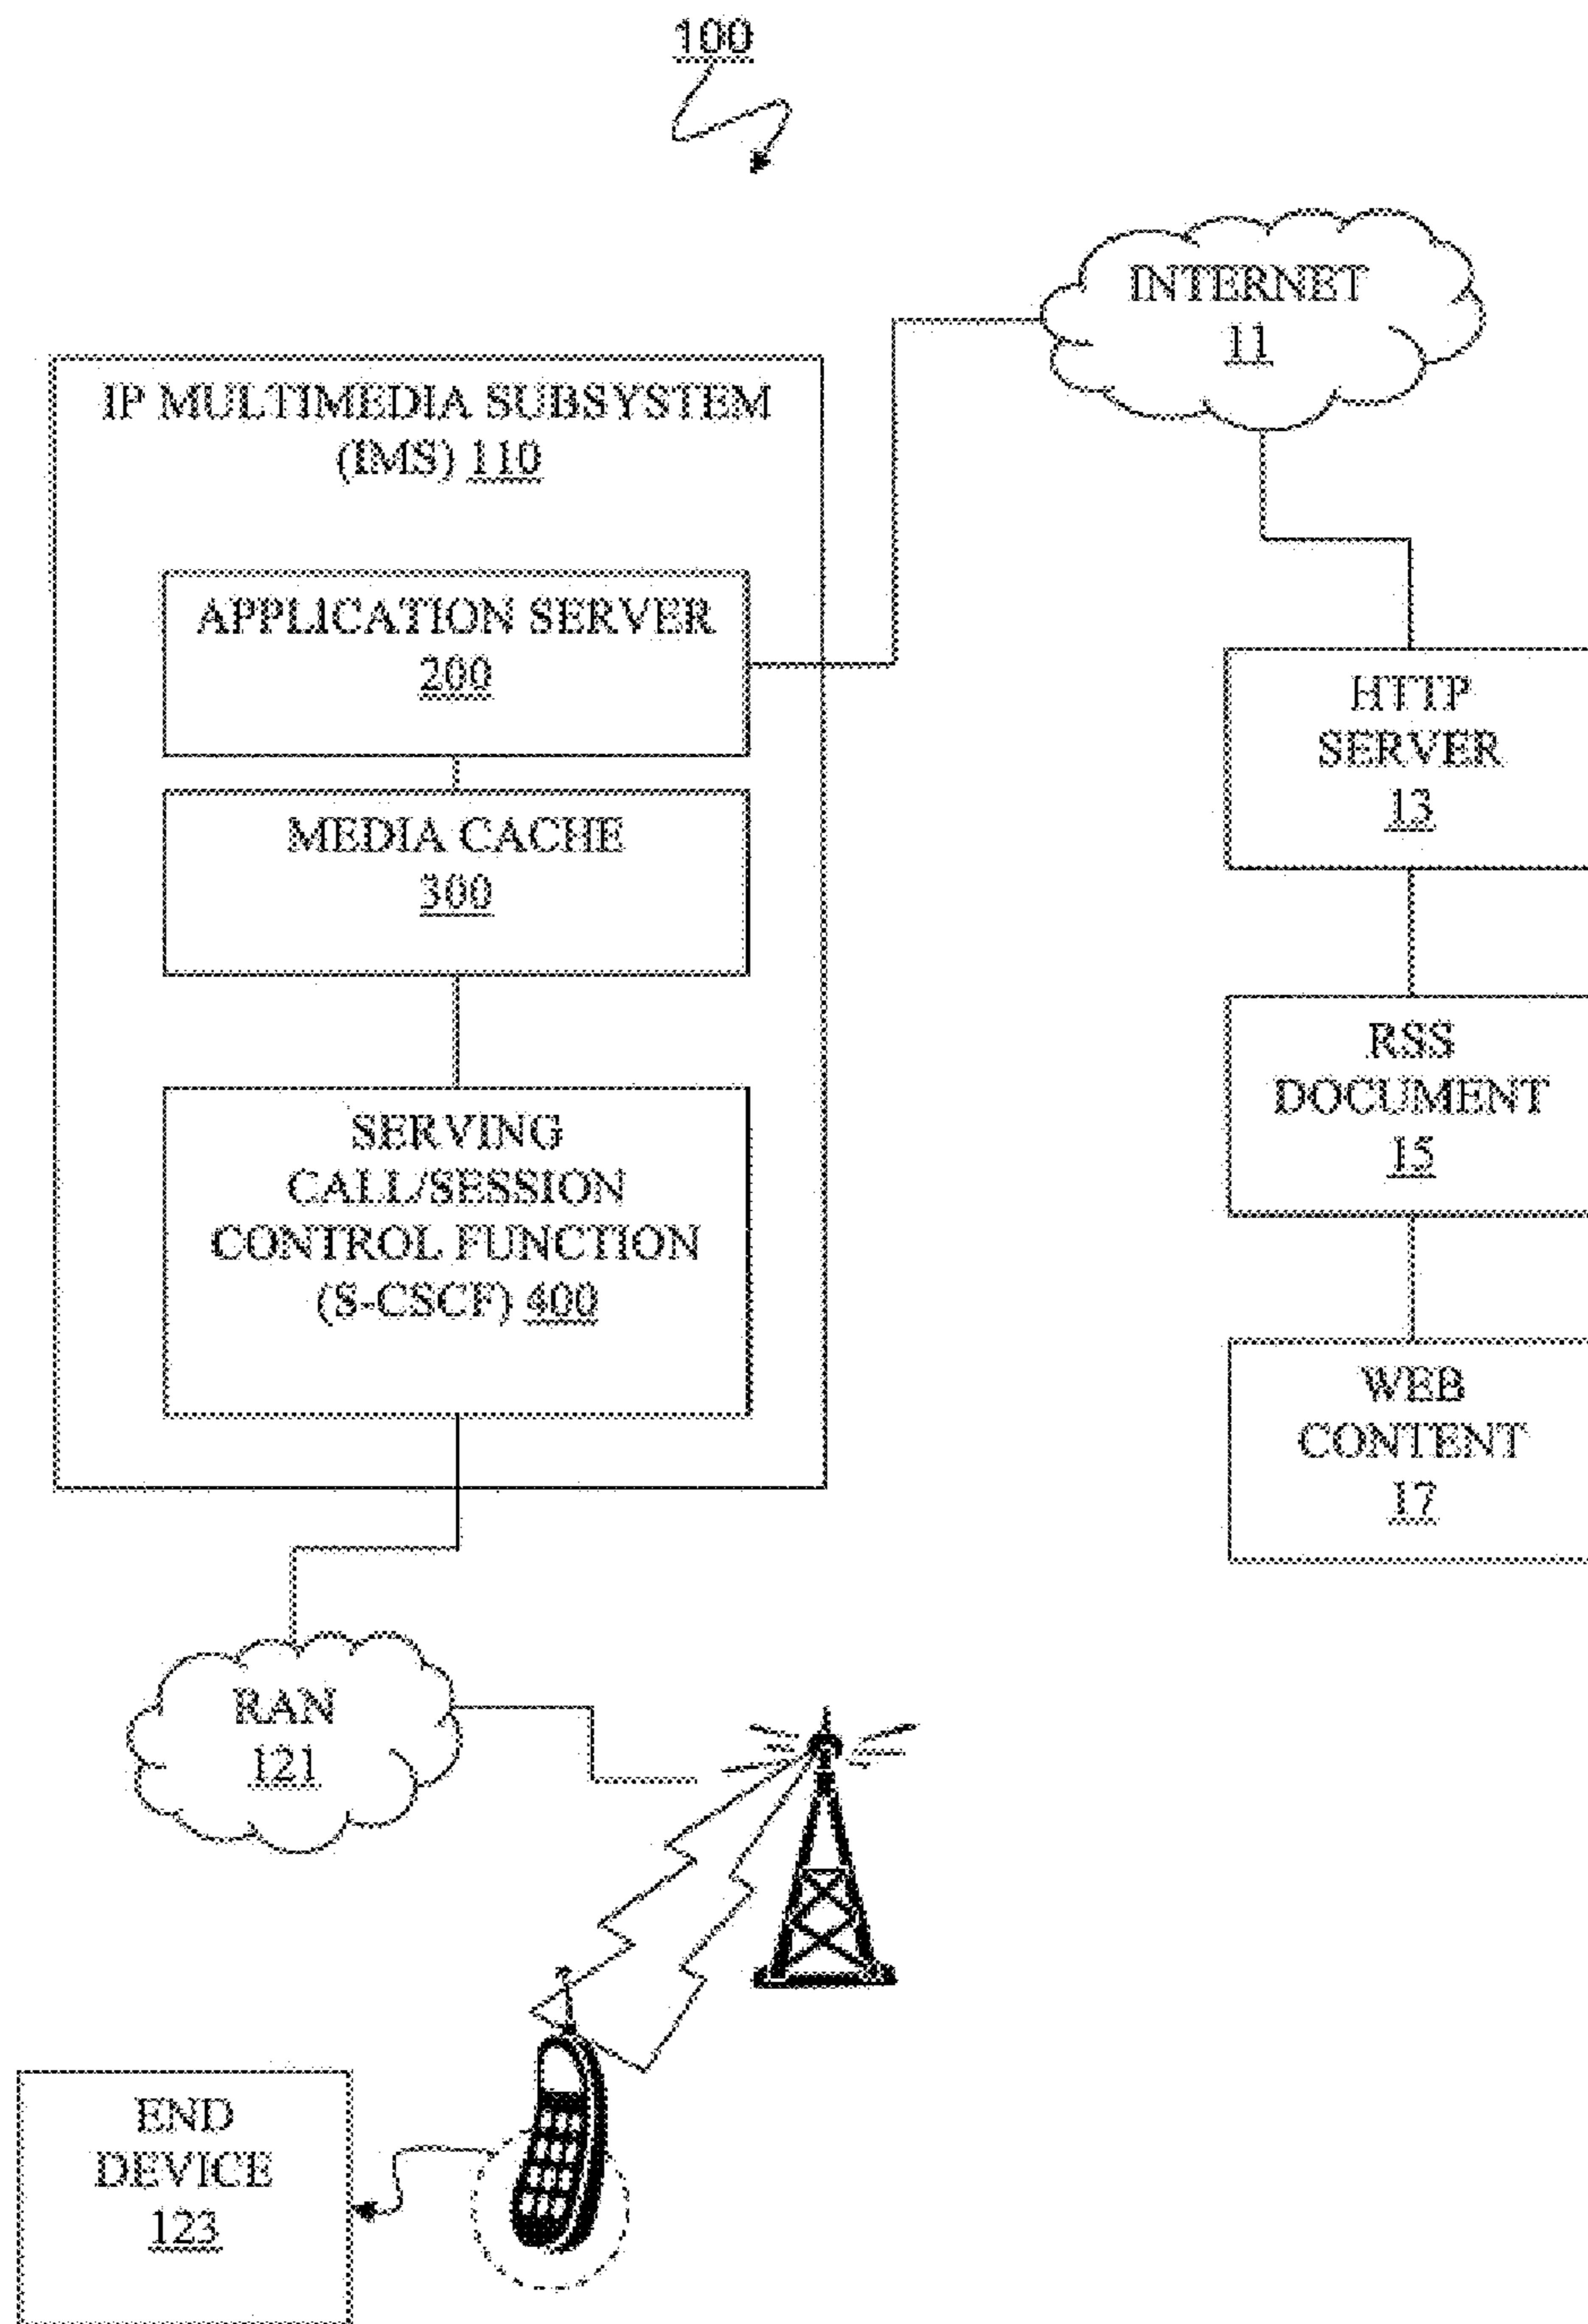 100
INTERNET
11
IP MULTIMEDIA SUBSYSTEM
(IMS) 110
APPLICATION SERVER
200
MEDIA CACHE
300
SERVING
CALL/SESSION
CONTROL FUNCTION
(S-CSCF) 400
HTTP
SERVER
13
RSS
DOCUMENT
15
WEB
CONTENT
17
RAN
121
END
DEVICE
123